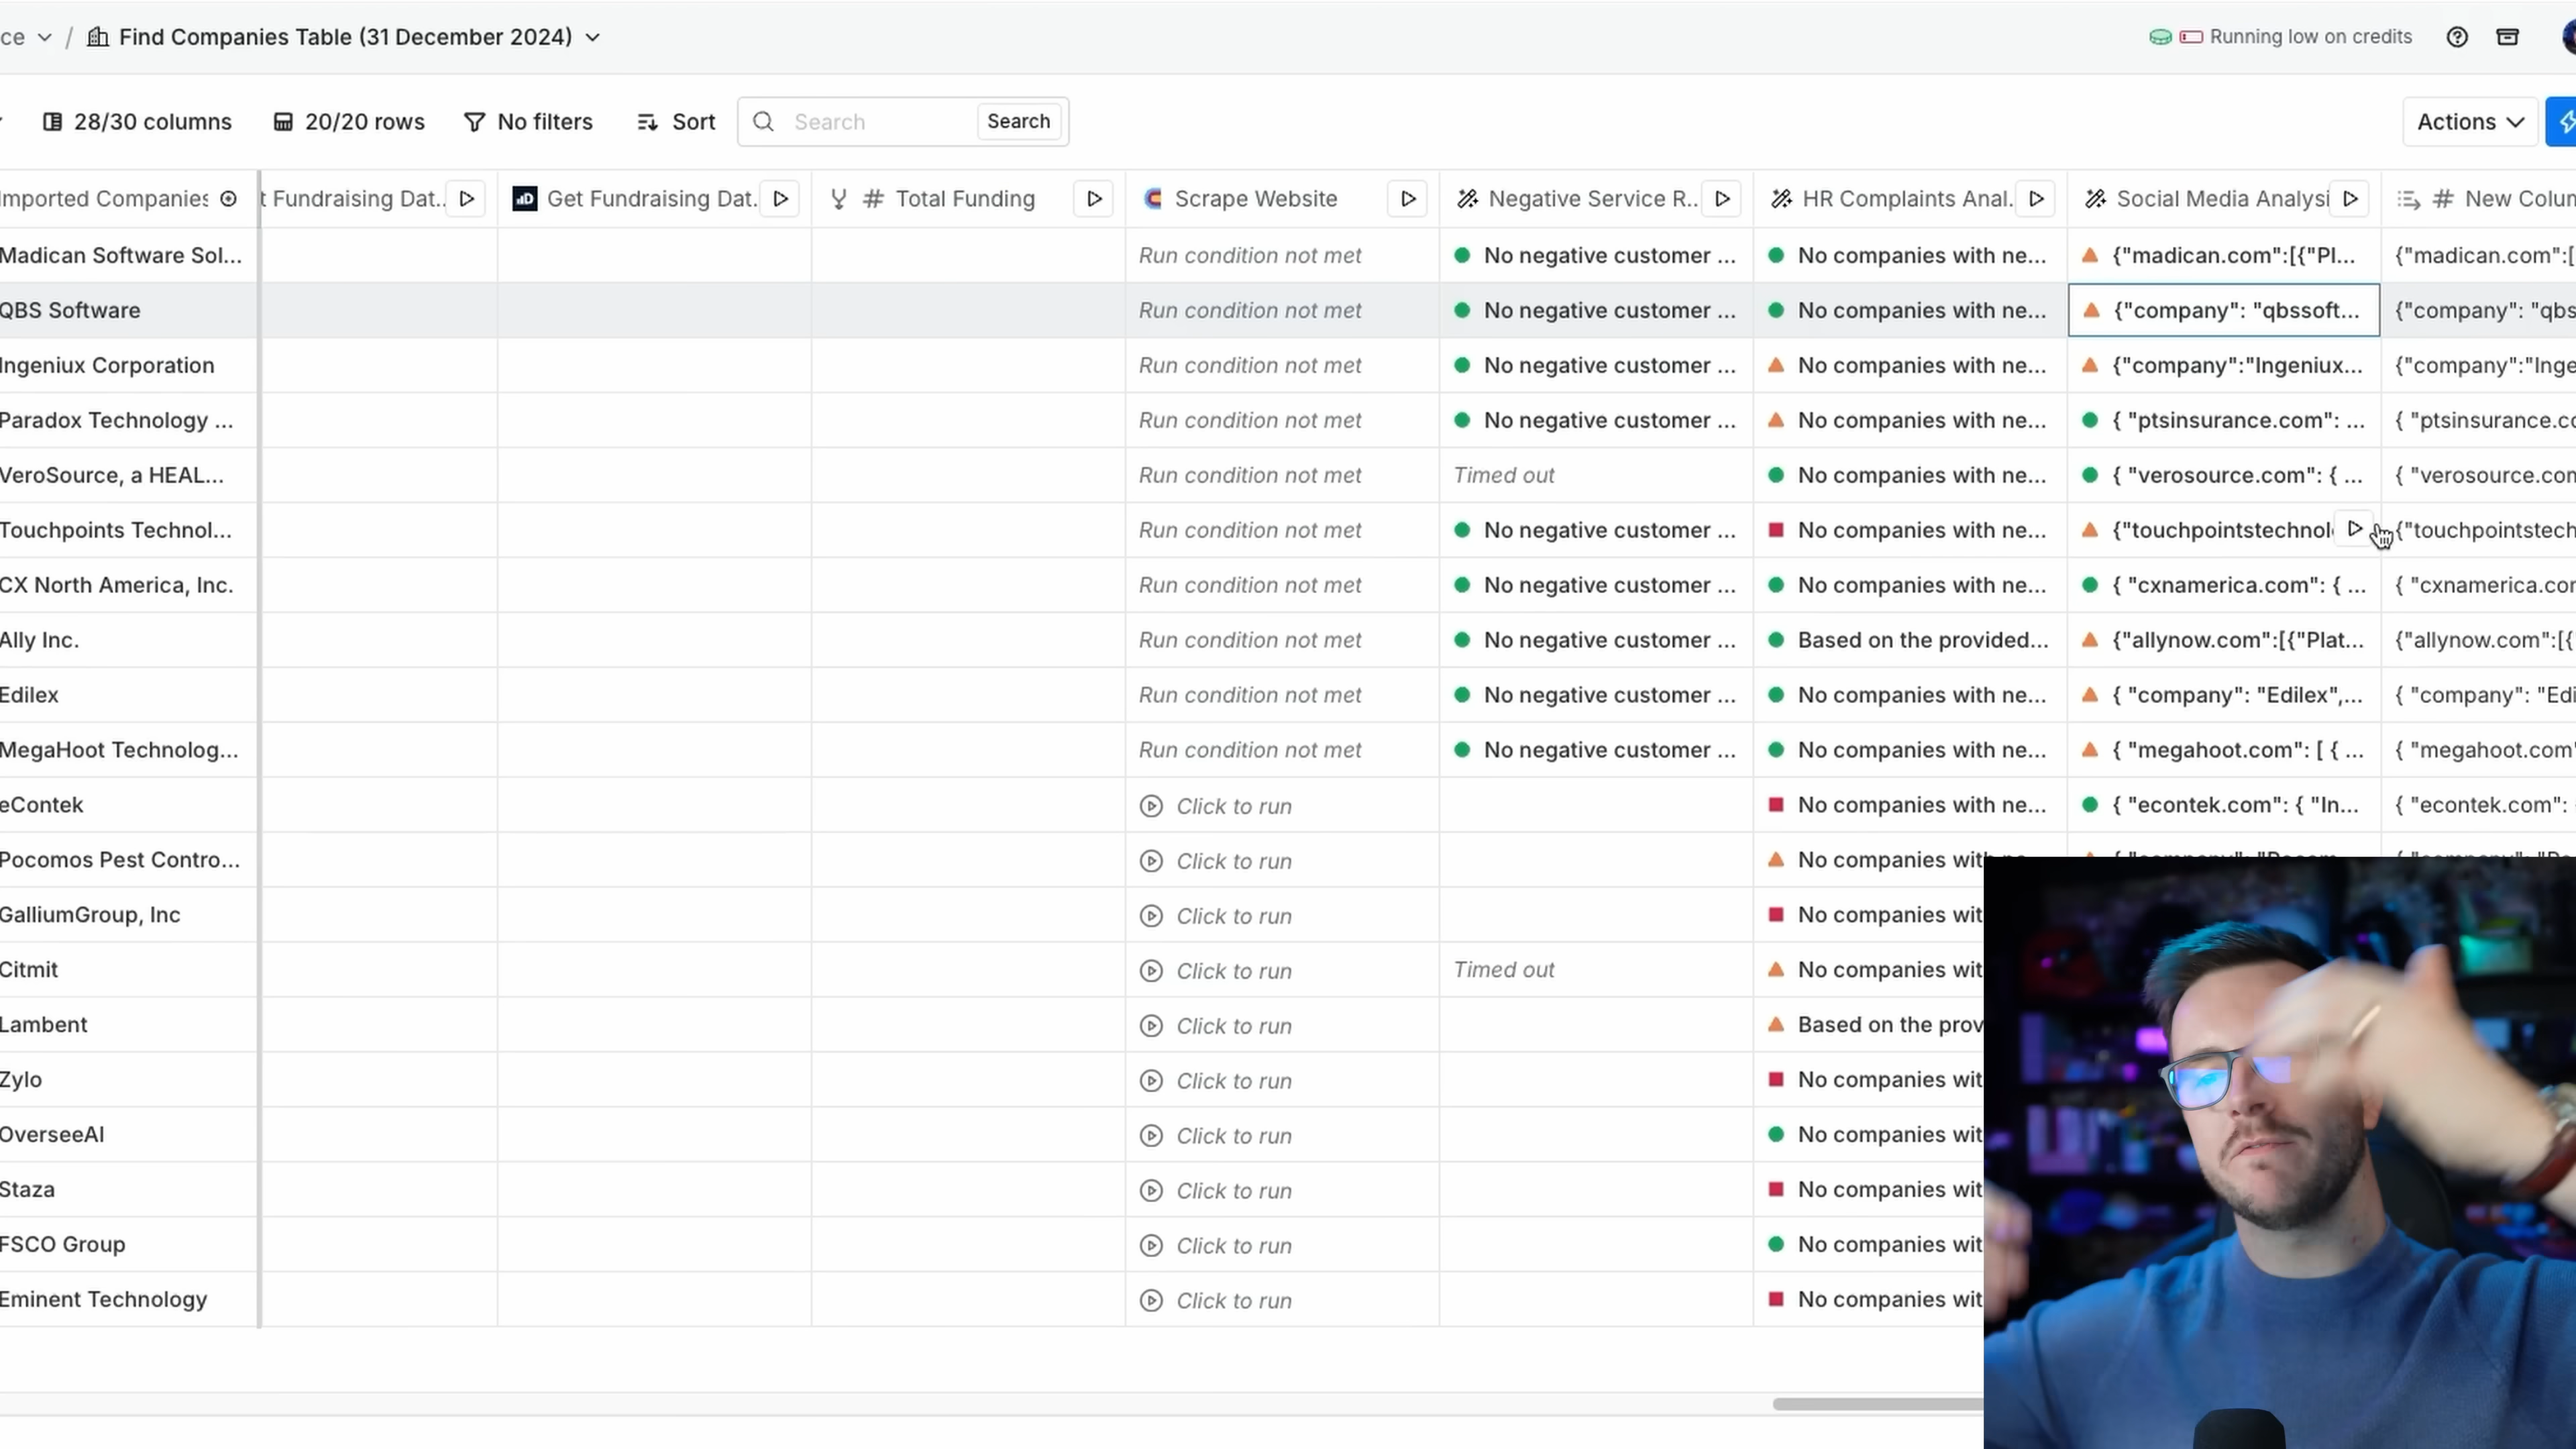 ce / Find Companies Table (31 December 2024) Running low on credits
28/30 columns 20/20 rows No filters Sort Search Search Actions
Imported Companies t Fundraising Dat.. Get Fundraising Dat. # Total Funding Scrape Website Negative Service R.. HR Complaints Anal. Social Media Analysi # New Colum
Madican Software Sol... Run condition not met No negative customer ... No companies with ne... {"madican.com":[{"Pl... {"madican.com":[
QBS Software Run condition not met No negative customer ... No companies with ne... {"company": "qbssoft... {"company": "qbs
Ingeniux Corporation Run condition not met No negative customer ... No companies with ne... {"company":"Ingeniux... {"company":"Inge
Paradox Technology ... Run condition not met No negative customer ... No companies with ne... { "ptsinsurance.com": ... { "ptsinsurance.co
VeroSource, a HEAL... Run condition not met Timed out No companies with ne... { "verosource.com": { ... { "verosource.com
Touchpoints Technol... Run condition not met No negative customer ... No companies with ne... {"touchpointstechnol {"touchpointstech
CX North America, Inc. Run condition not met No negative customer ... No companies with ne... { "cxnamerica.com": { ... { "cxnamerica.com
Ally Inc. Run condition not met No negative customer ... Based on the provided... {"allynow.com":[{"Plat... {"allynow.com":[{
Edilex Run condition not met No negative customer ... No companies with ne... { "company": "Edilex",... { "company": "Edi
MegaHoot Technolog... Run condition not met No negative customer ... No companies with ne... { "megahoot.com": [ { ... { "megahoot.com"
eContek Click to run No companies with ne... { "econtek.com": { "In... { "econtek.com":
Pocomos Pest Contro... Click to run No companies with
GalliumGroup, Inc Click to run No companies wit
Citmit Click to run Timed out No companies wit
Lambent Click to run Based on the prov
Zylo Click to run No companies wit
OverseeAI Click to run No companies wit
Staza Click to run No companies wit
FSCO Group Click to run No companies wit
Eminent Technology Click to run No companies wit